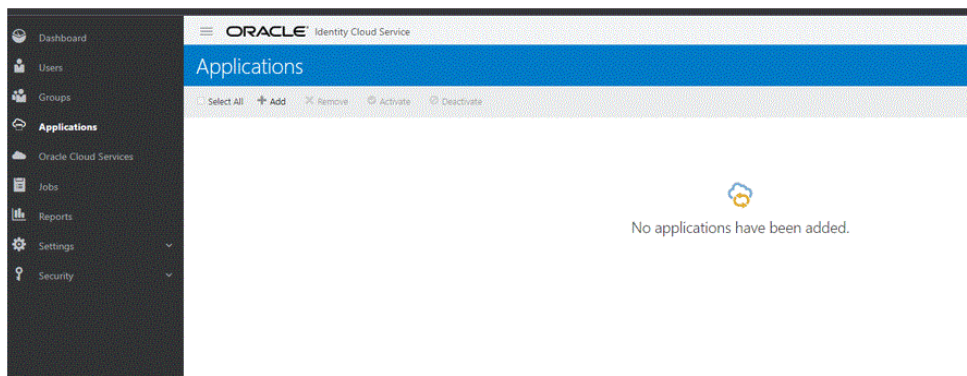 Dashboard
Users
Groups
Applications
Oracle Cloud Services
Jobs
Reports
Settings
Security
ORACLE® Identity Cloud Service
Applications
Select All Add Remove Activate Deactivate
No applications have been added.